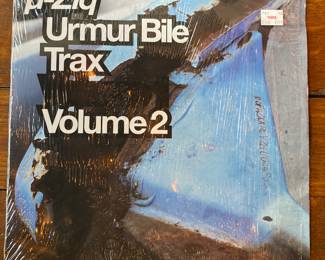 µ-Ziq
Urmur Bile
Trax
Volume 2